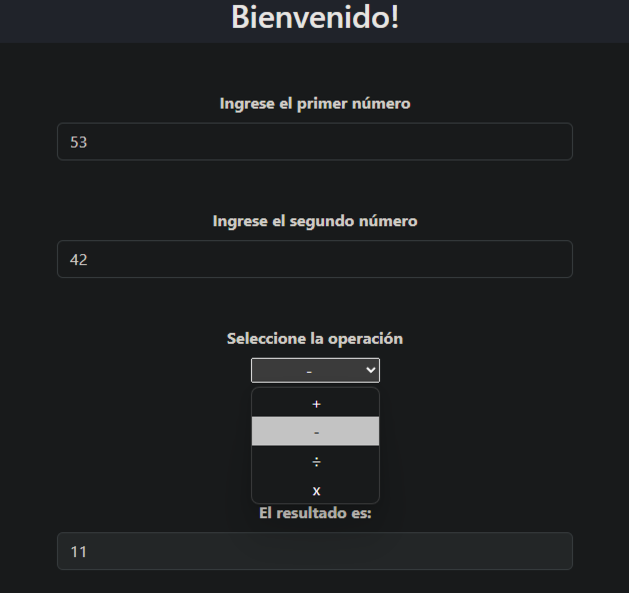 Bienvenido!
Ingrese el primer número
53
Ingrese el segundo número
42
Seleccione la operación
-
+
-
÷
x
El resultado es:
11